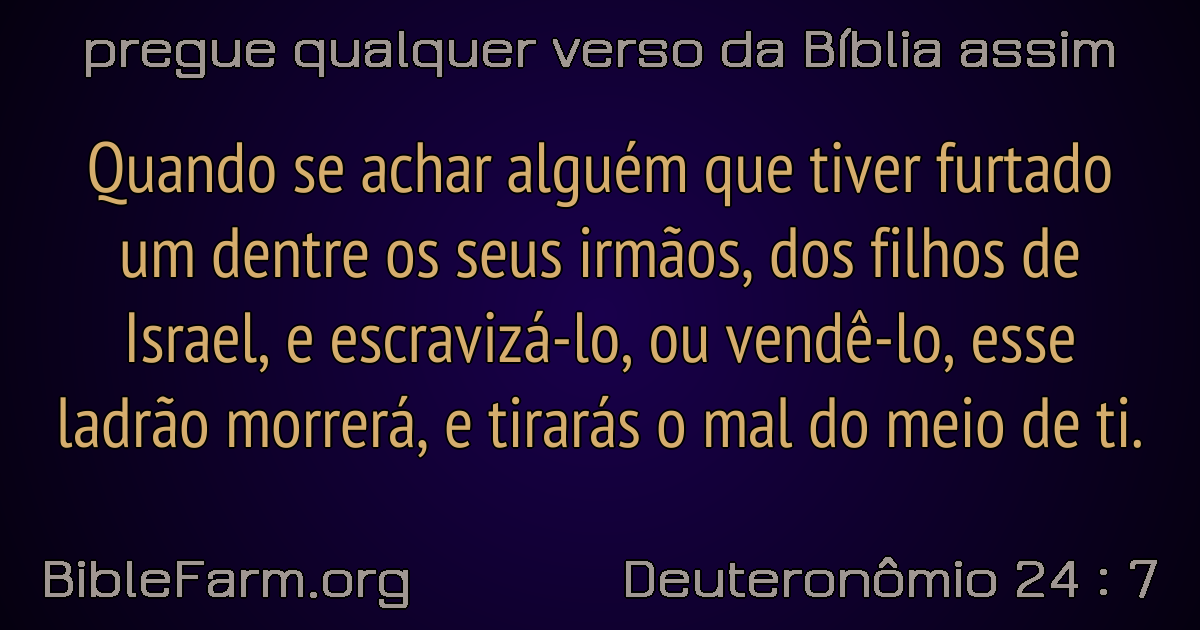 pregue qualquer verso da Bíblia assim
Quando se achar alguém que tiver furtado
um dentre os seus irmãos, dos filhos de
Israel, e escravizá-lo, ou vendê-lo, esse
ladrão morrerá, e tirarás o mal do meio de ti.
BibleFarm.org Deuteronômio 24 : 7